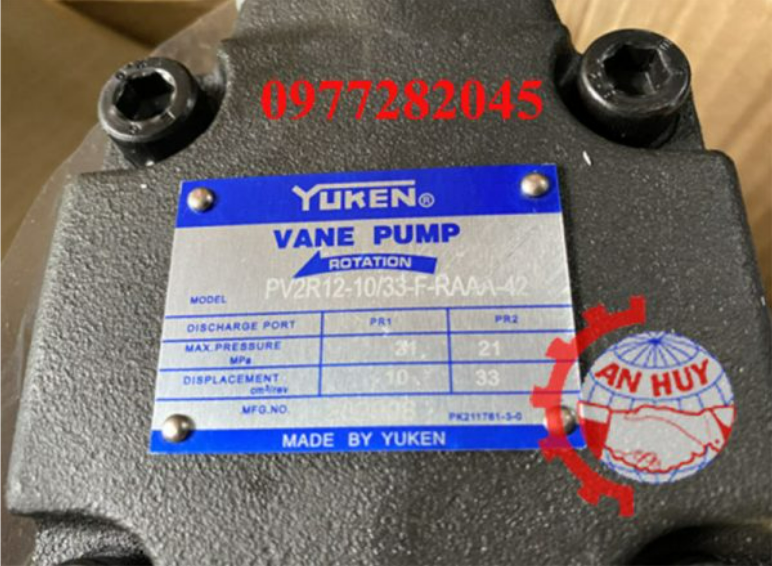 0977282045
YUKEN®
VANE PUMP
ROTATION
MODEL PV2R12-10/33-F-RAAA-42
DISCHARGE PORT PR1 PR2
MAX.PRESSURE MPa 21 21
DISPLACEMENT cm³/rev 10 33
MFG.NO. PK211761-3-0
MADE BY YUKEN
AN HUY